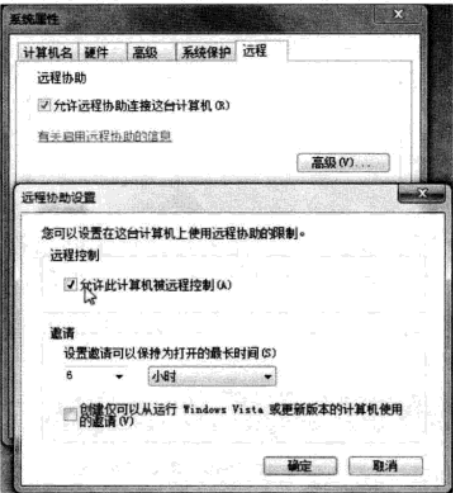 系统属性
计算机名 硬件 高级 系统保护 远程
远程协助
允许远程协助连接这台计算机(R)
有关启用远程协助的信息
高级(V)...
远程协助设置
您可以设置在这台计算机上使用远程协助的限制。
远程控制
允许此计算机被远程控制(A)
邀请
设置邀请可以保持为打开的最长时间(S)
6 小时
创建仅可以从运行 Windows Vista 或更新版本的计算机使用
的邀请(V)
确定 取消